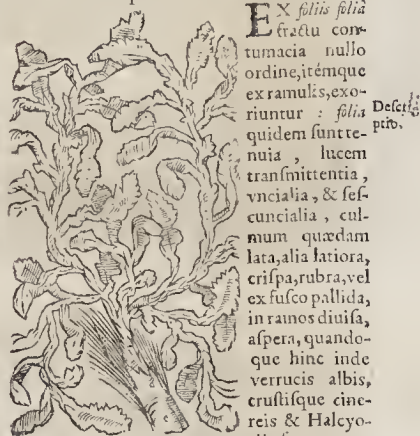 EX foliis foliâ
fractu con-
tumacia nullo
ordine, itémque
ex ramulis, exo-
riuntur : folia
quidem sunt te-
nuia , lucem
transmittentia ,
vncialia , & ses-
cuncialia , cul-
mum quædam
lata, alia latiora,
crispa, rubra, vel
ex fusco pallida,
in ramos diuisa,
aspera, quando-
que hinc inde
verrucis albis,
crustisque cine-
reis & Halcyo-
Descri-
ptio.